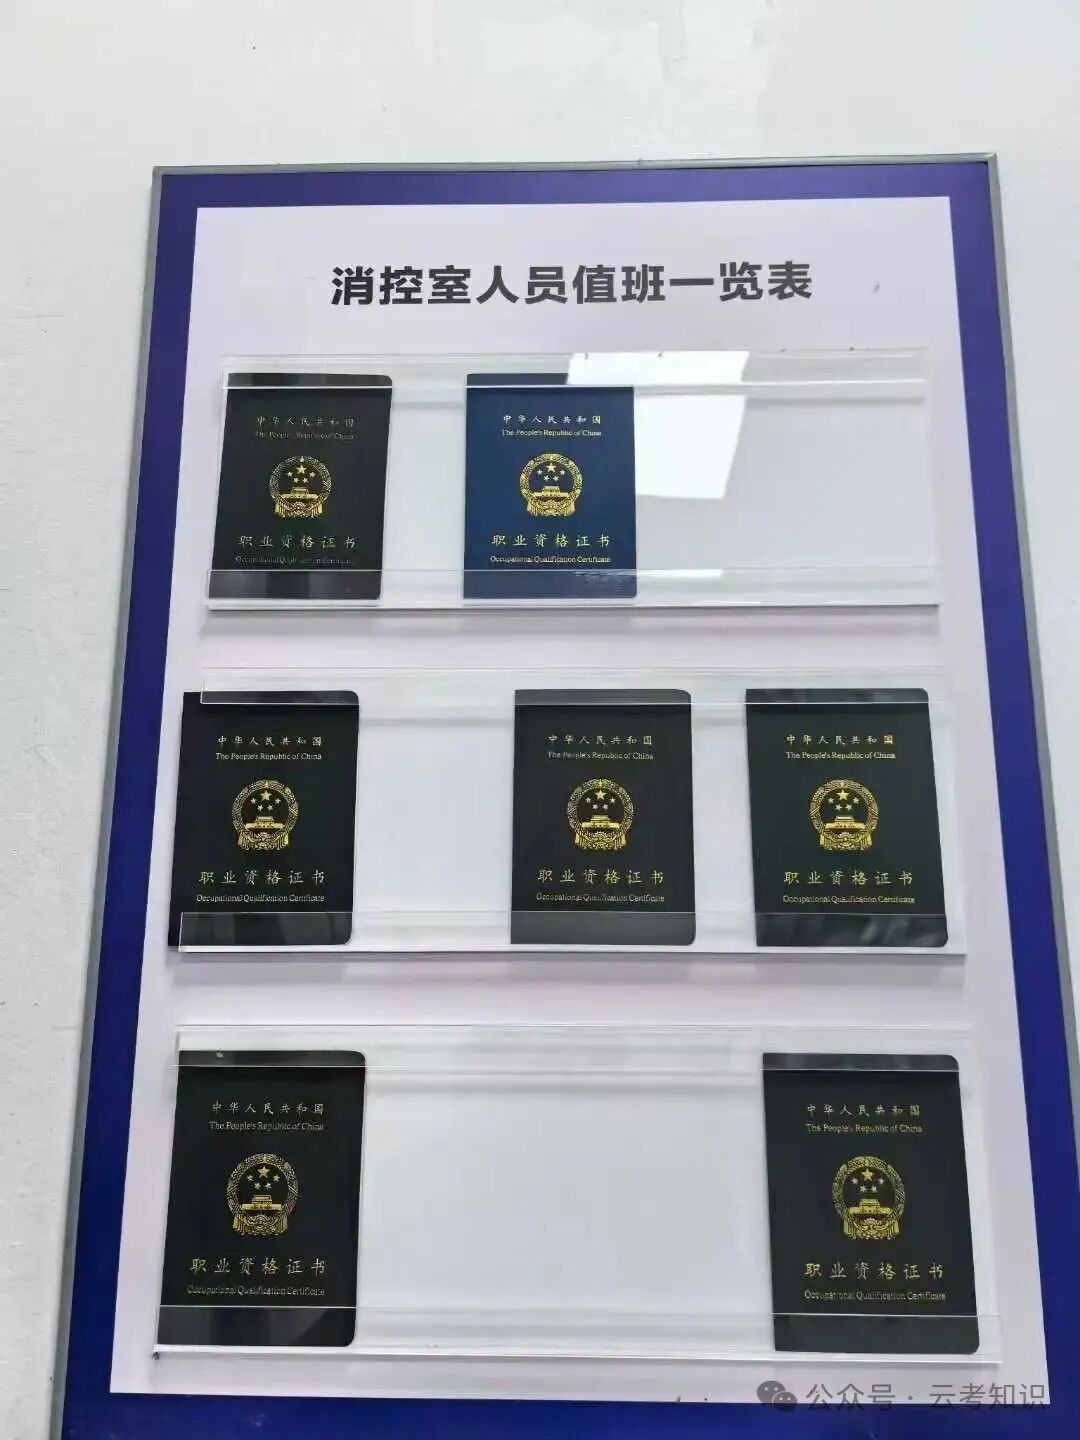 消控室人员值班一览表
中华人民共和国
The People's Republic of China
职业资格证书
Occupational Qualification Certificate
中华人民共和国
The People's Republic of China
职业资格证书
Occupational Qualification Certificate
中华人民共和国
The People's Republic of China
职业资格证书
Occupational Qualification Certificate
中华人民共和国
The People's Republic of China
职业资格证书
Occupational Qualification Certificate
中华人民共和国
The People's Republic of China
职业资格证书
Occupational Qualification Certificate
中华人民共和国
The People's Republic of China
职业资格证书
Occupational Qualification Certificate
中华人民共和国
The People's Republic of China
职业资格证书
Occupational Qualification Certificate
公众号·云考知识